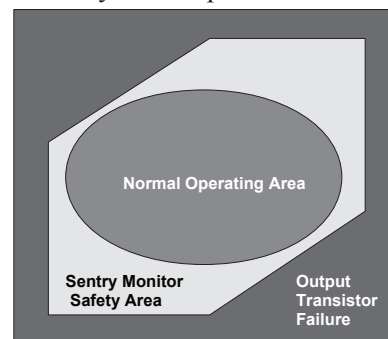 Normal Operating Area
Sentry Monitor
Safety Area
Output
Transistor
Failure